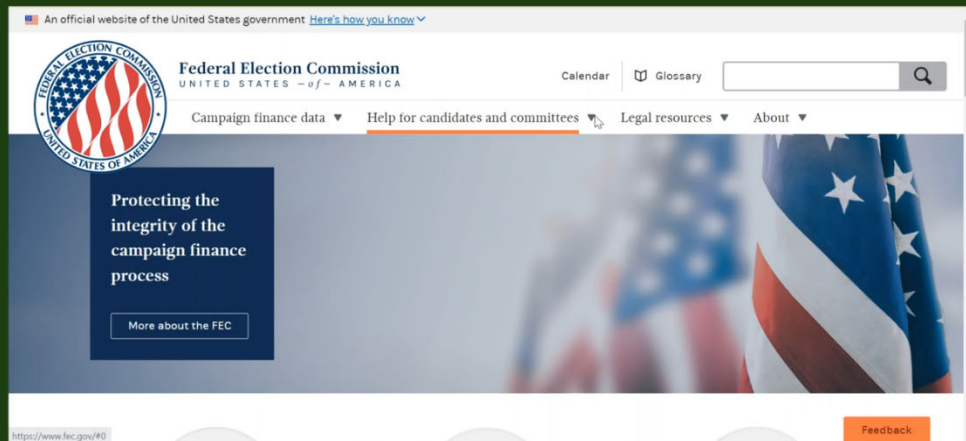 An official website of the United States government Here's how you know
FEDERAL ELECTION COMMISSION
UNITED STATES OF AMERICA
Federal Election Commission
UNITED STATES -of- AMERICA
Calendar
Glossary
Campaign finance data ▼
Help for candidates and committees ▼
Legal resources ▼
About ▼
Protecting the
integrity of the
campaign finance
process
More about the FEC
https://www.fec.gov/#0
Feedback